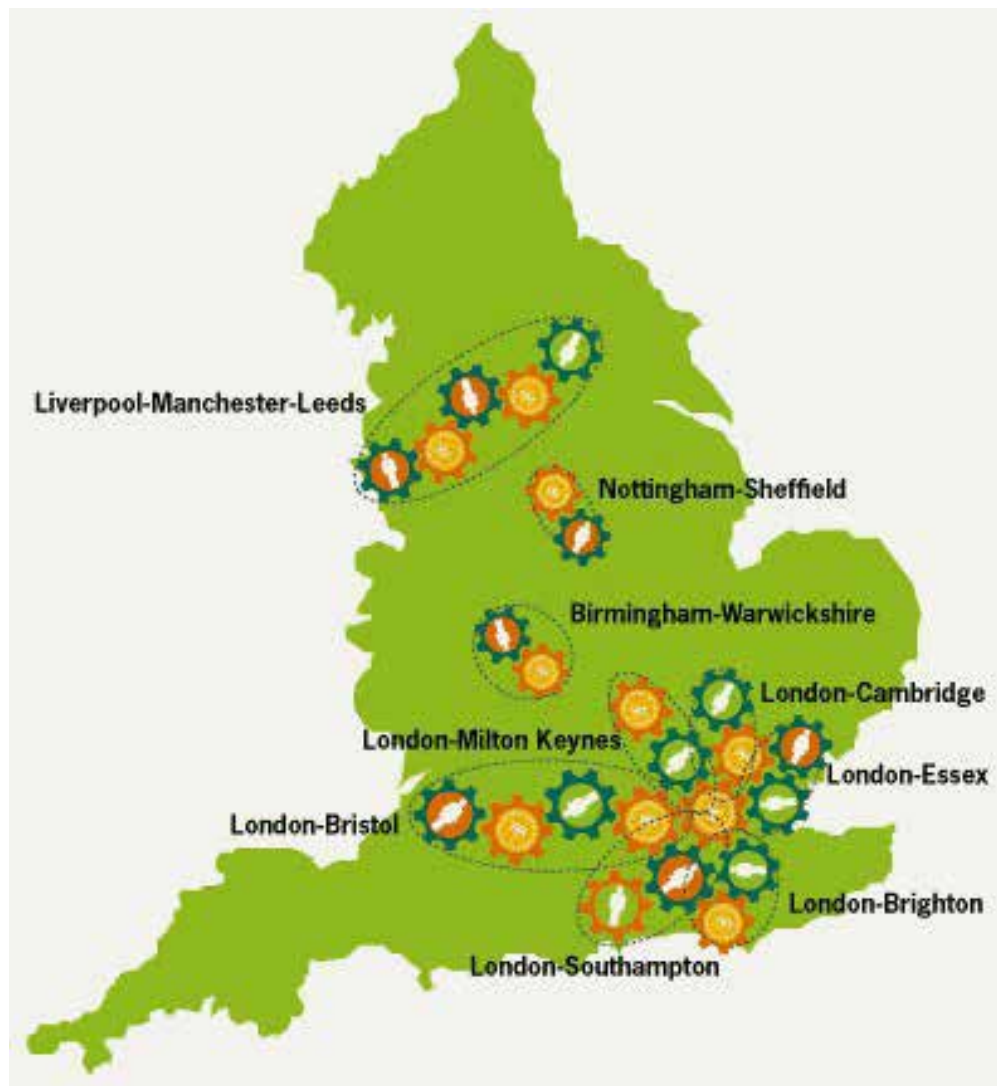 Liverpool-Manchester-Leeds
Nottingham-Sheffield
Birmingham-Warwickshire
London-Cambridge
London-Milton Keynes
London-Essex
London-Bristol
London-Brighton
London-Southampton